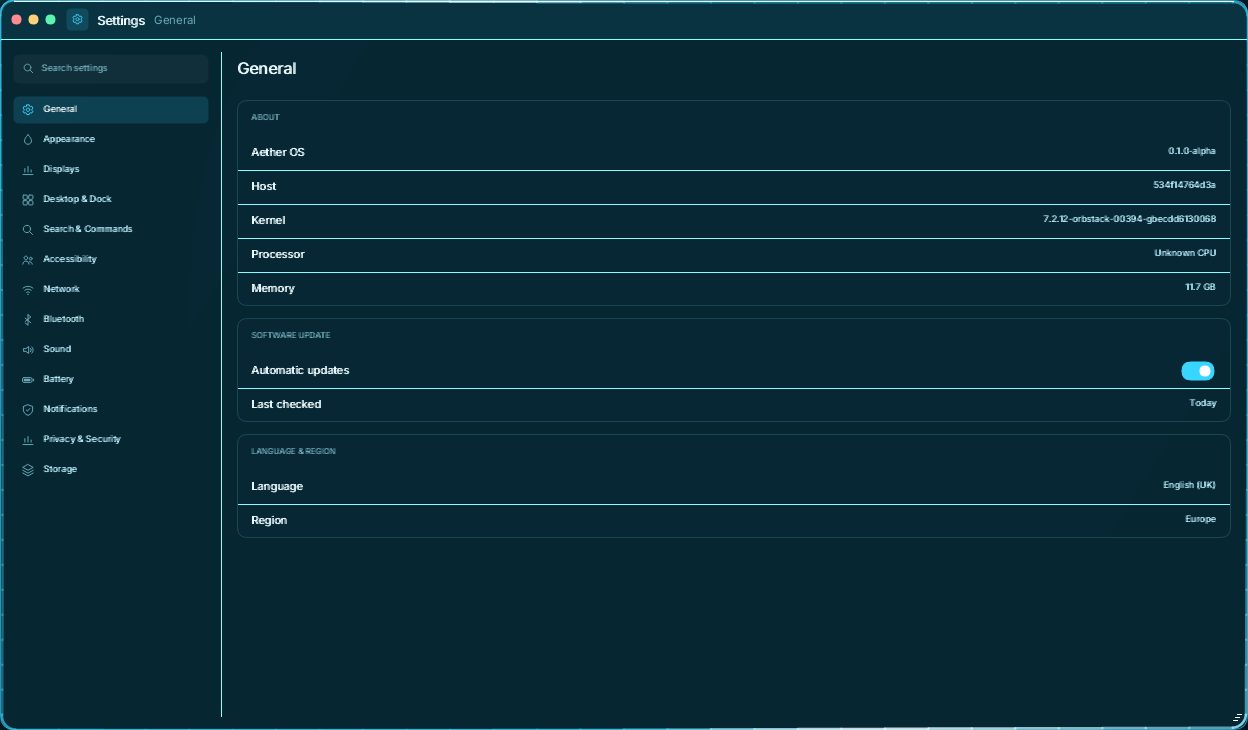 Settings General
Search settings
General
Appearance
Displays
Desktop & Dock
Search & Commands
Accessibility
Network
Bluetooth
Sound
Battery
Notifications
Privacy & Security
Storage
General
ABOUT
Aether OS 0.1.0-alpha
Host 534f14764d3a
Kernel 7.2.12-orbstack-00394-gbecdd6130068
Processor Unknown CPU
Memory 11.7 GB
SOFTWARE UPDATE
Automatic updates
Last checked Today
LANGUAGE & REGION
Language English (UK)
Region Europe